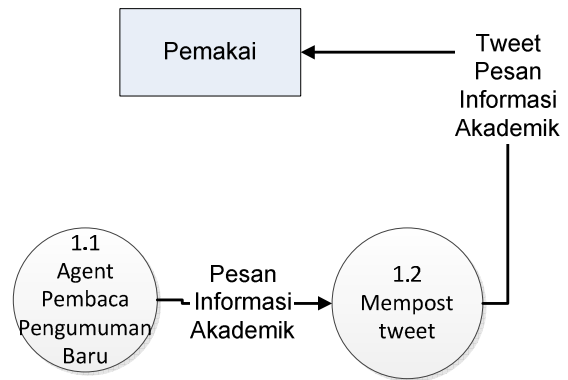 Pemakai
Tweet
Pesan
Informasi
Akademik
1.1
Agent
Pembaca
Pengumuman
Baru
Pesan
Informasi
Akademik
1.2
Mempost
tweet